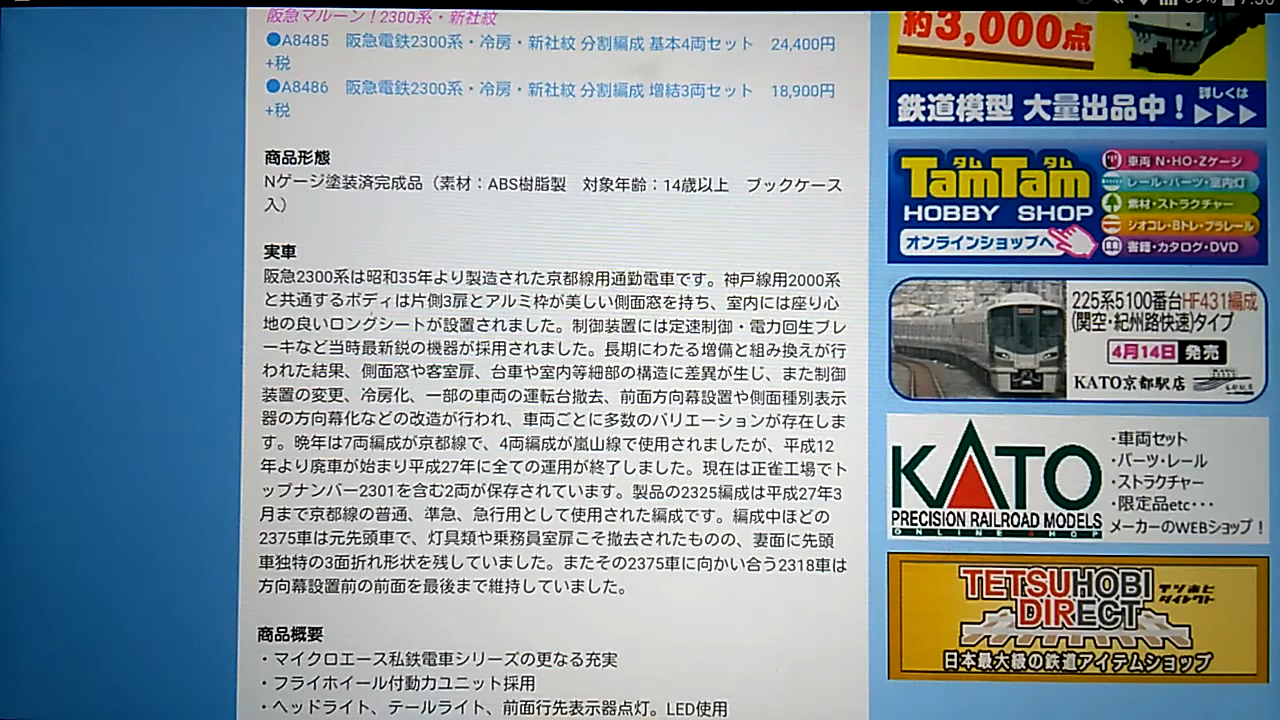 阪急マルーン！2300系・新社紋
●A8485　阪急電鉄2300系・冷房・新社紋 分割編成 基本4両セット　24,400円
+税
●A8486　阪急電鉄2300系・冷房・新社紋 分割編成 増結3両セット　18,900円
+税
商品形態
Nゲージ塗装済完成品（素材：ABS樹脂製　対象年齢：14歳以上　ブックケース
入）
実車
阪急2300系は昭和35年より製造された京都線用通勤電車です。神戸線用2000系
と共通するボディは片側3扉とアルミ枠が美しい側面窓を持ち、室内には座り心
地の良いロングシートが設置されました。制御装置には定速制御・電力回生ブレ
ーキなど当時最新鋭の機器が採用されました。長期にわたる増備と組み換えが行
われた結果、側面窓や客室扉、台車や室内等細部の構造に差異が生じ、また制御
装置の変更、冷房化、一部の車両の運転台撤去、前面方向幕設置や側面種別表示
器の方向幕化などの改造が行われ、車両ごとに多数のバリエーションが存在しま
す。晩年は7両編成が京都線で、4両編成が嵐山線で使用されましたが、平成12
年より廃車が始まり平成27年に全ての運用が終了しました。現在は正雀工場でト
ップナンバー2301を含む2両が保存されています。製品の2325編成は平成27年3
月まで京都線の普通、準急、急行用として使用された編成です。編成中ほどの
2375車は元先頭車で、灯具類や乗務員室扉こそ撤去されたものの、妻面に先頭
車独特の3面折れ形状を残していました。またその2375車に向かい合う2318車は
方向幕設置前の前面を最後まで維持していました。
商品概要
・マイクロエース私鉄電車シリーズの更なる充実
・フライホイール付動力ユニット採用
・ヘッドライト、テールライト、前面行先表示器点灯。LED使用
約3,000点
鉄道模型 大量出品中！
詳しくは
▶▶▶
タム タム
TamTam
HOBBY SHOP
オンラインショップへ
車両 N・HO・Zゲージ
レール・パーツ・室内灯
素材・ストラクチャー
ジオコレ・Bトレ・プラレール
書籍・カタログ・DVD
225系5100番台HF431編成
(関空・紀州路快速)タイプ
4月14日 発売
KATO京都駅店
KATO
PRECISION RAILROAD MODELS
ONLINE SHOP
・車両セット
・パーツ・レール
・ストラクチャー
・限定品etc・・・
メーカーのWEBショップ！
TETSUHOBI
DIRECT
テツホビ
ダイレクト
日本最大級の鉄道アイテムショップ